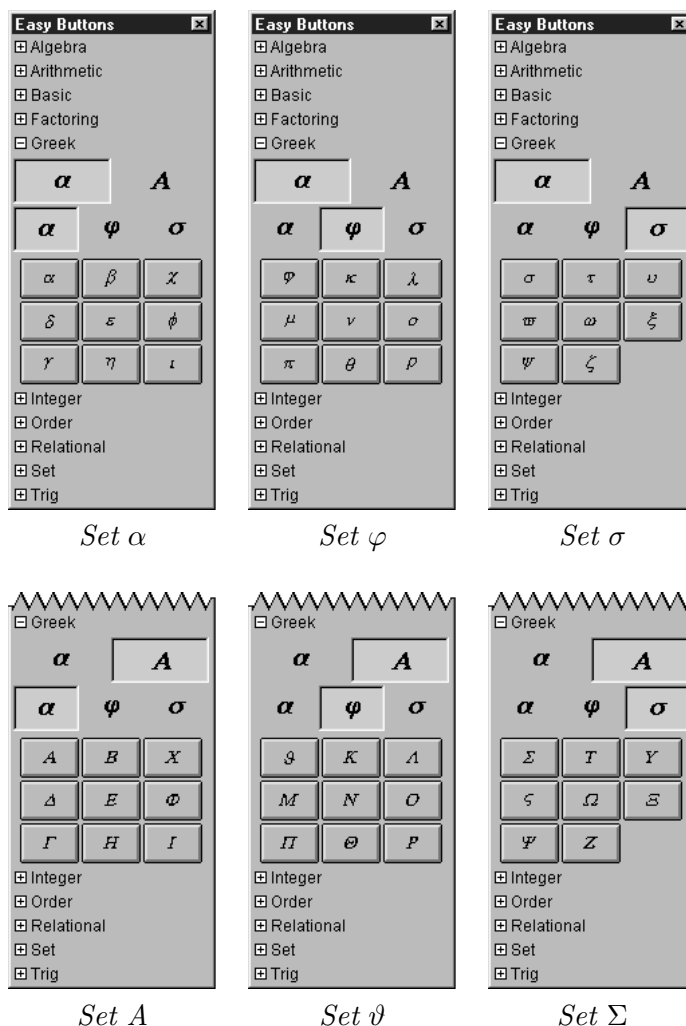 Easy Buttons
Algebra
Arithmetic
Basic
Factoring
Greek
α A
α φ σ
α β χ
δ ε ϕ
γ η ι
Integer
Order
Relational
Set
Trig
Set α
Easy Buttons
Algebra
Arithmetic
Basic
Factoring
Greek
α A
α φ σ
φ κ λ
μ ν ο
π θ ρ
Integer
Order
Relational
Set
Trig
Set φ
Easy Buttons
Algebra
Arithmetic
Basic
Factoring
Greek
α A
α φ σ
σ τ υ
ϖ ω ξ
ψ ζ
Integer
Order
Relational
Set
Trig
Set σ
Greek
α A
α φ σ
Α Β Χ
Δ Ε Φ
Γ Η Ι
Integer
Order
Relational
Set
Trig
Set A
Greek
α A
α φ σ
ϑ Κ Λ
Μ Ν Ο
Π Θ Ρ
Integer
Order
Relational
Set
Trig
Set ϑ
Greek
α A
α φ σ
Σ Τ Υ
ς Ω Ξ
Ψ Ζ
Integer
Order
Relational
Set
Trig
Set Σ